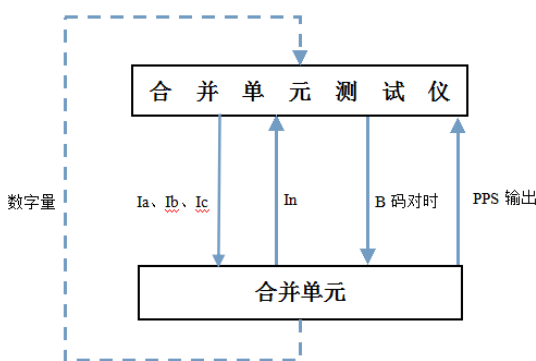 合并单元测试仪
数字量
Ia、Ib、Ic
In
B 码对时
PPS 输出
合并单元